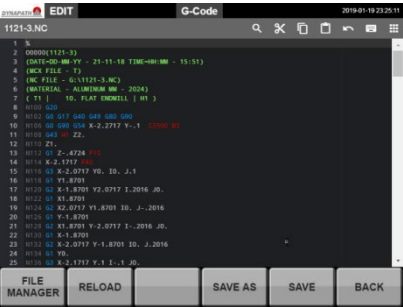 DYNAPATH EDIT G-Code 2019-01-19 23:25:11
1121-3.NC
1 %
2 O0000(1121-3)
3 (DATE=DD-MM-YY - 21-11-18 TIME=HH:MM - 15:51)
4 (MCX FILE - T)
5 (NC FILE - G:\1121-3.NC)
6 (MATERIAL - ALUMINUM MM - 2024)
7 ( T1 | 10. FLAT ENDMILL | H1 )
8 N100 G20
9 N102 G0 G17 G40 G49 G80 G90
10 N106 G0 G90 G54 X-2.2717 Y-.1
11 N108 G43 H1 Z2.
12 N110 Z1.
13 N112 G1 Z-.4724
14 N114 X-2.1717
15 N116 G3 X-2.0717 Y0. I0. J.1
16 N118 G1 Y1.8701
17 N120 G2 X-1.8701 Y2.0717 I.2016 J0.
18 N122 G1 X1.8701
19 N124 G2 X2.0717 Y1.8701 I0. J-.2016
20 N126 G1 Y-1.8701
21 N128 G2 X1.8701 Y-2.0717 I-.2016 J0.
22 N130 G1 X-1.8701
23 N132 G2 X-2.0717 Y-1.8701 I0. J.2016
24 N134 G1 Y0.
25 N136 G3 X-2.1717 Y.1 I-.1 J0.
FILE MANAGER RELOAD SAVE AS SAVE BACK